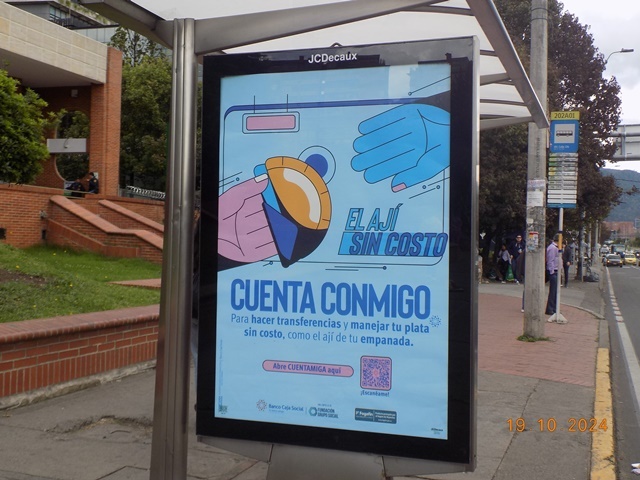 JCDecaux
202A01
EL AJÍ
SIN COSTO
CUENTA CONMIGO
Para hacer transferencias y manejar tu plata
sin costo, como el ají de tu empanada.
Abre CUENTAMIGA aquí
¡Escanéame!
Banco Caja Social
FUNDACIÓN
GRUPO SOCIAL
19.10.2024